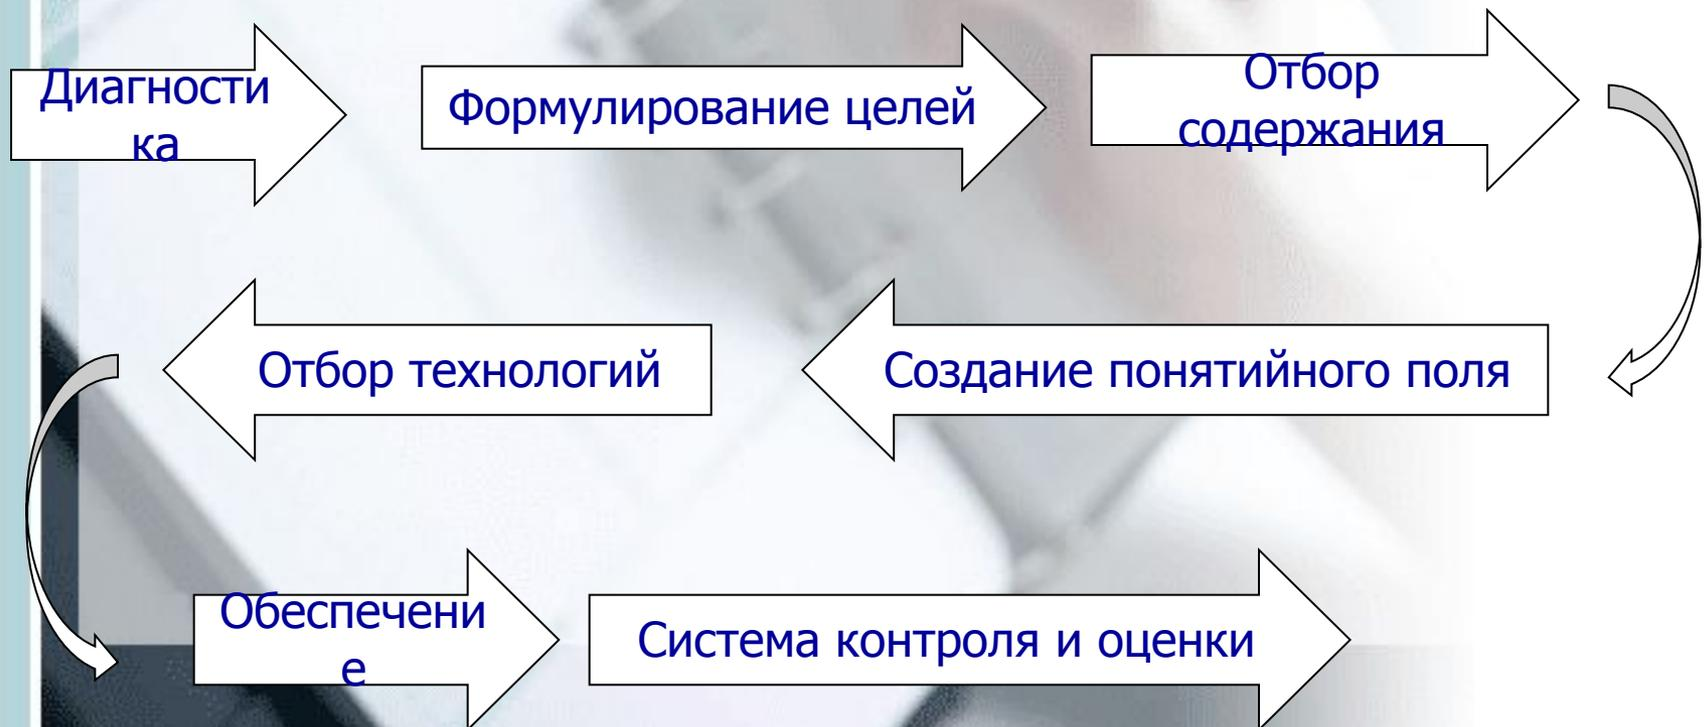 Диагности
ка
Формулирование целей
Отбор
содержания
Создание понятийного поля
Отбор технологий
Обеспечени
е
Система контроля и оценки